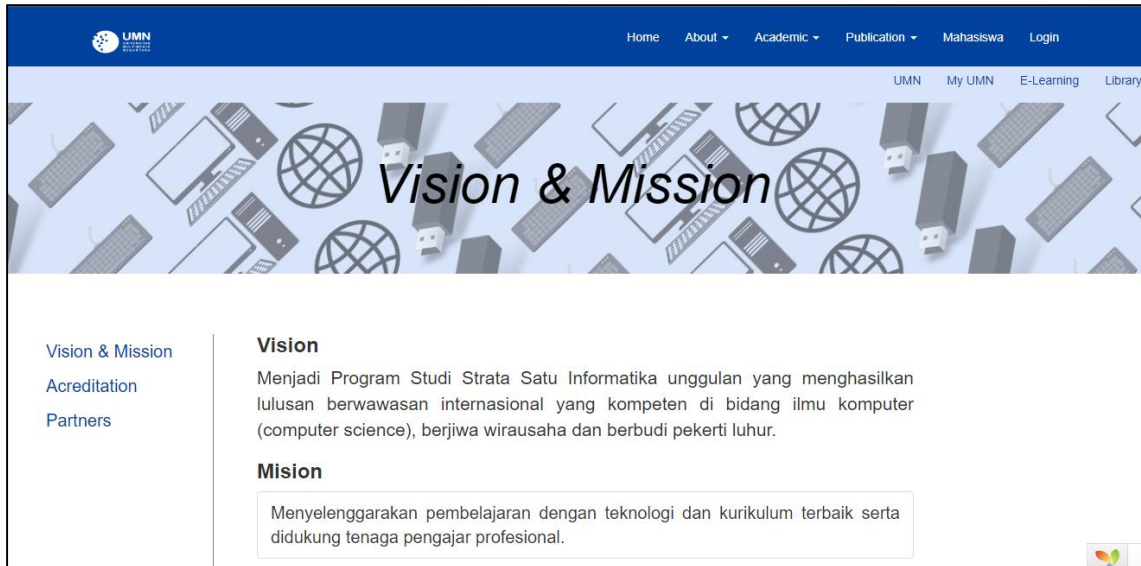 UMN
UNIVERSITAS
MULTIMEDIA
NUSANTARA
Home About Academic Publication Mahasiswa Login
UMN My UMN E-Learning Library
Vision & Mission
Vision & Mission
Acreditation
Partners
Vision
Menjadi Program Studi Strata Satu Informatika unggulan yang menghasilkan
lulusan berwawasan internasional yang kompeten di bidang ilmu komputer
(computer science), berjiwa wirausaha dan berbudi pekerti luhur.
Mision
Menyelenggarakan pembelajaran dengan teknologi dan kurikulum terbaik serta
didukung tenaga pengajar profesional.